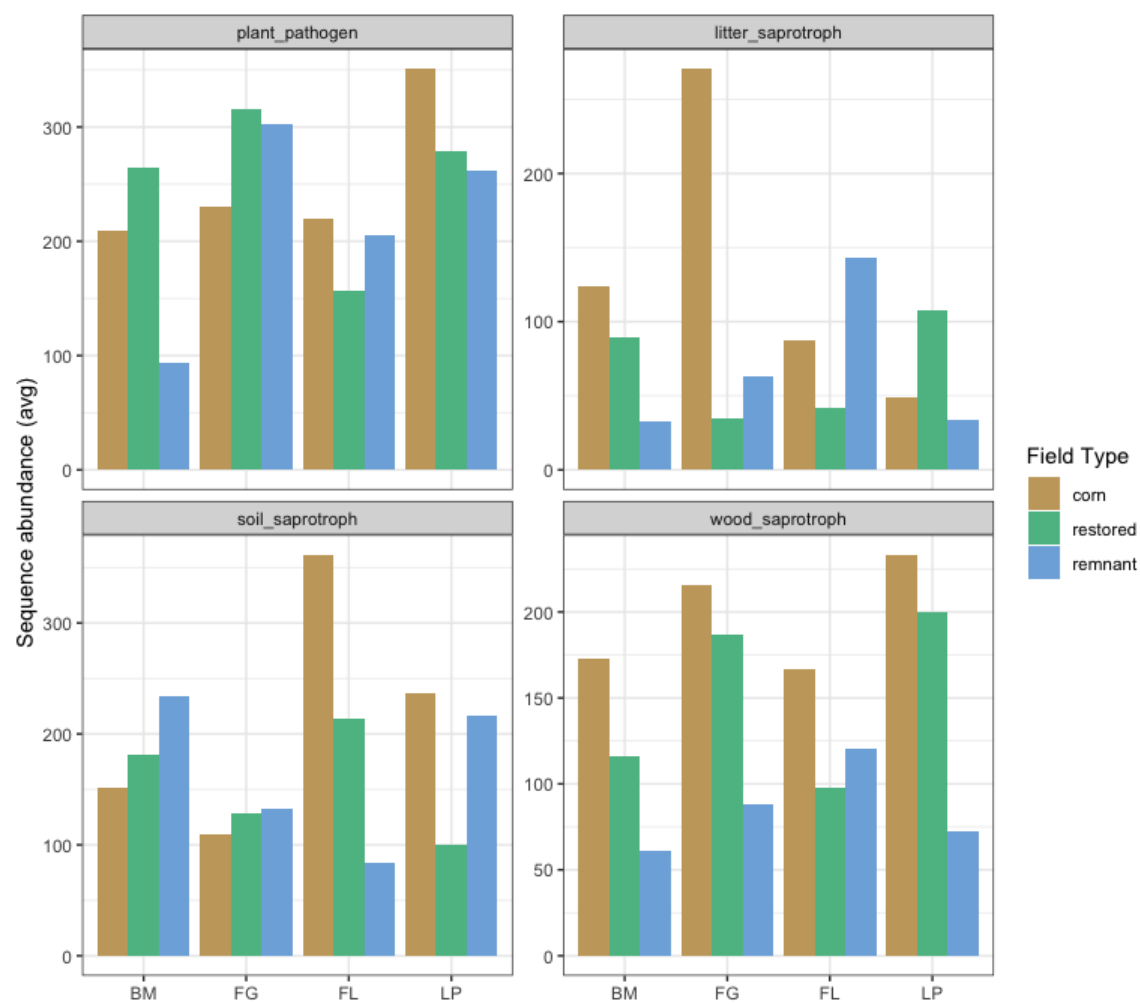 plant_pathogen
litter_saprotroph
300
200
100
0
200
100
0
Sequence abundance (avg)
soil_saprotroph
wood_saprotroph
300
200
100
0
200
150
100
50
0
BM FG FL LP
BM FG FL LP
Field Type
corn
restored
remnant